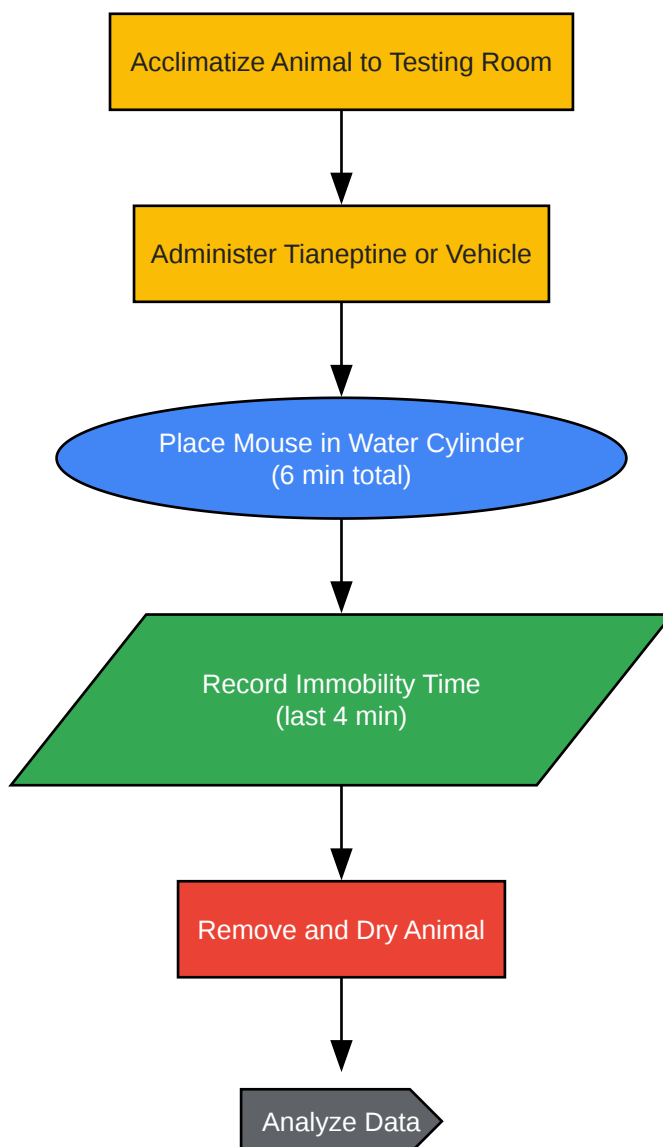 Acclimatize Animal to Testing Room
Administer Tianeptine or Vehicle
Place Mouse in Water Cylinder
(6 min total)
Record Immobility Time
(last 4 min)
Remove and Dry Animal
Analyze Data